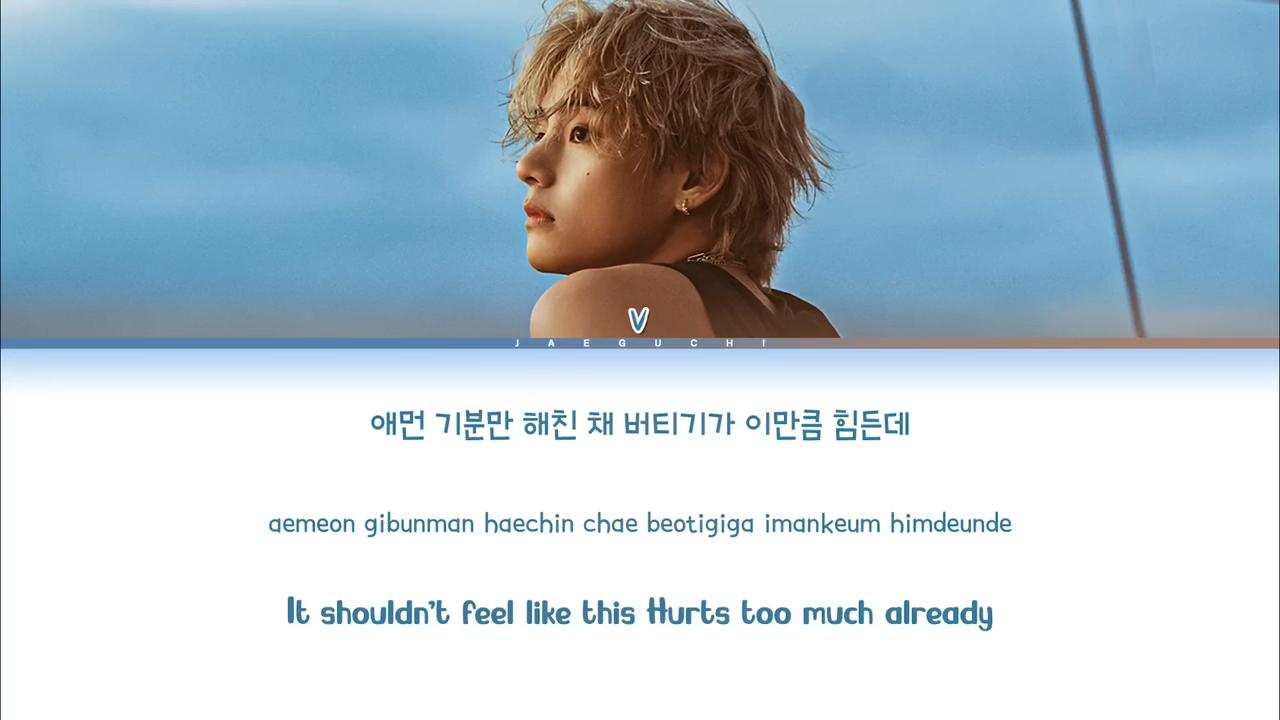 V
JAEGUCHI
애먼 기분만 해친 채 버티기가 이만큼 힘든데
aemeon gibunman haechin chae beotigiga imankeum himdeunde
It shouldn't feel like this Hurts too much already